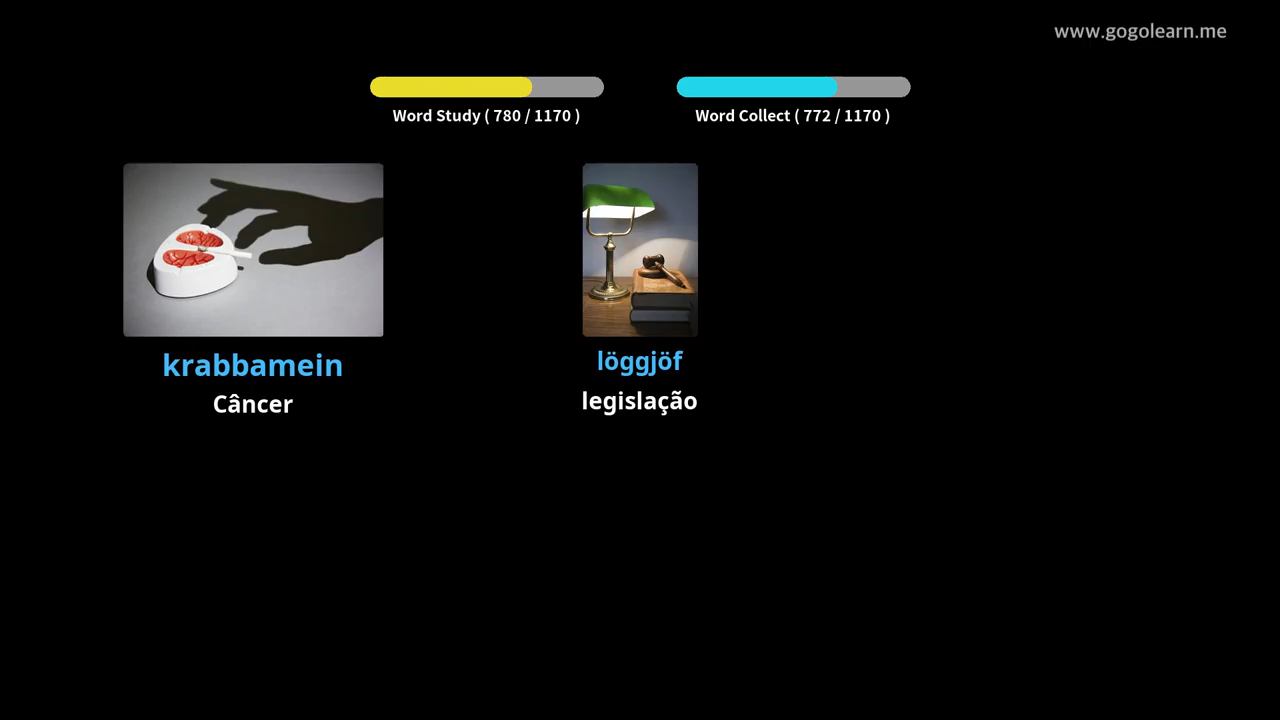 www.gogolearn.me
Word Study ( 780 / 1170 )
Word Collect ( 772 / 1170 )
krabbamein
Câncer
löggjöf
legislação